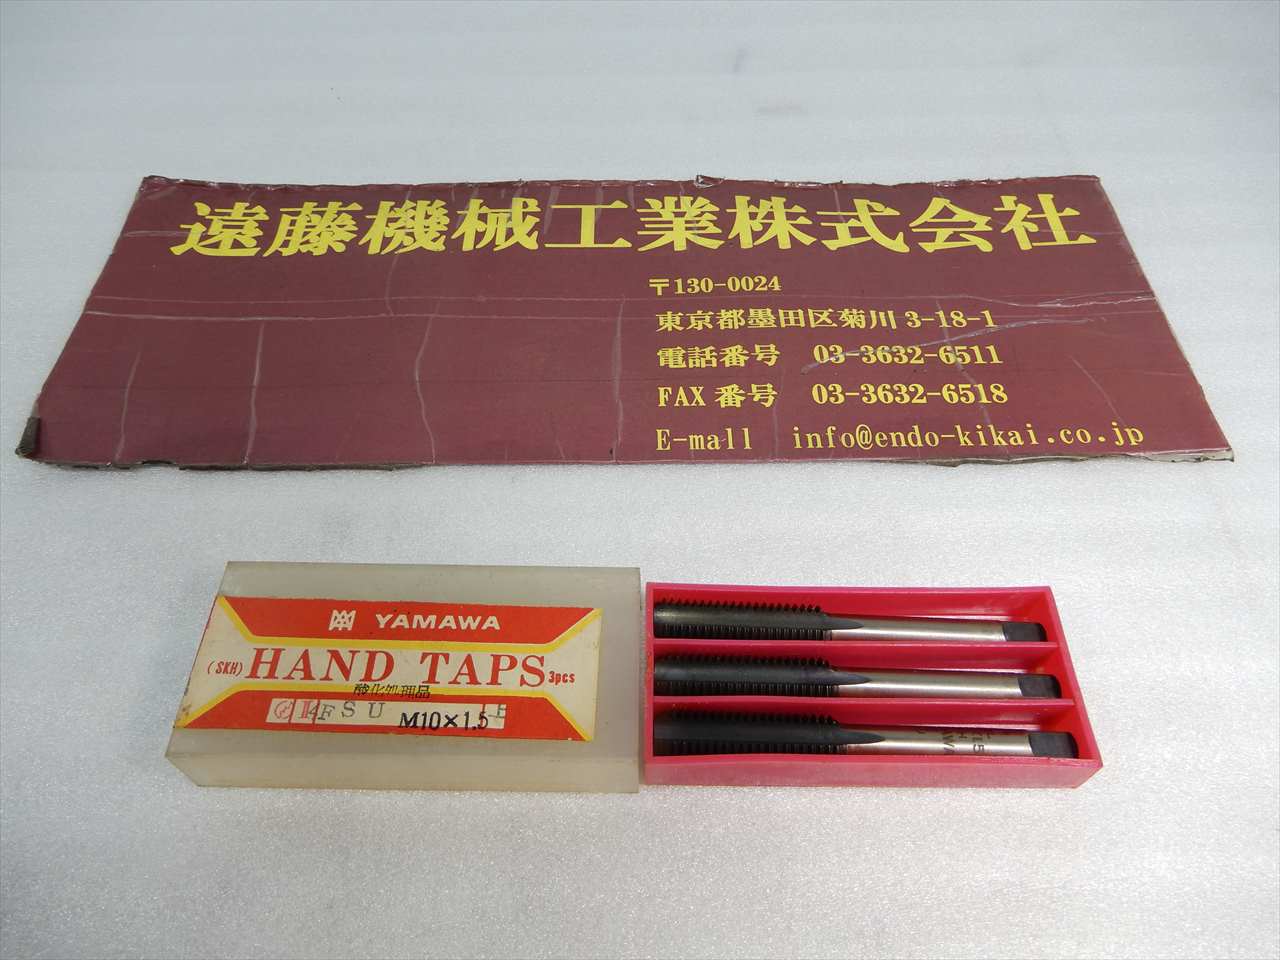 遠藤機械工業株式会社
〒130-0024
東京都墨田区菊川 3-18-1
電話番号 03-3632-6511
FAX 番号 03-3632-6518
E-mall info@endo-kikai.co.jp
YAMAWA
(SKH) HAND TAPS 3pcs
酸化処理品
FSU M10×1.5